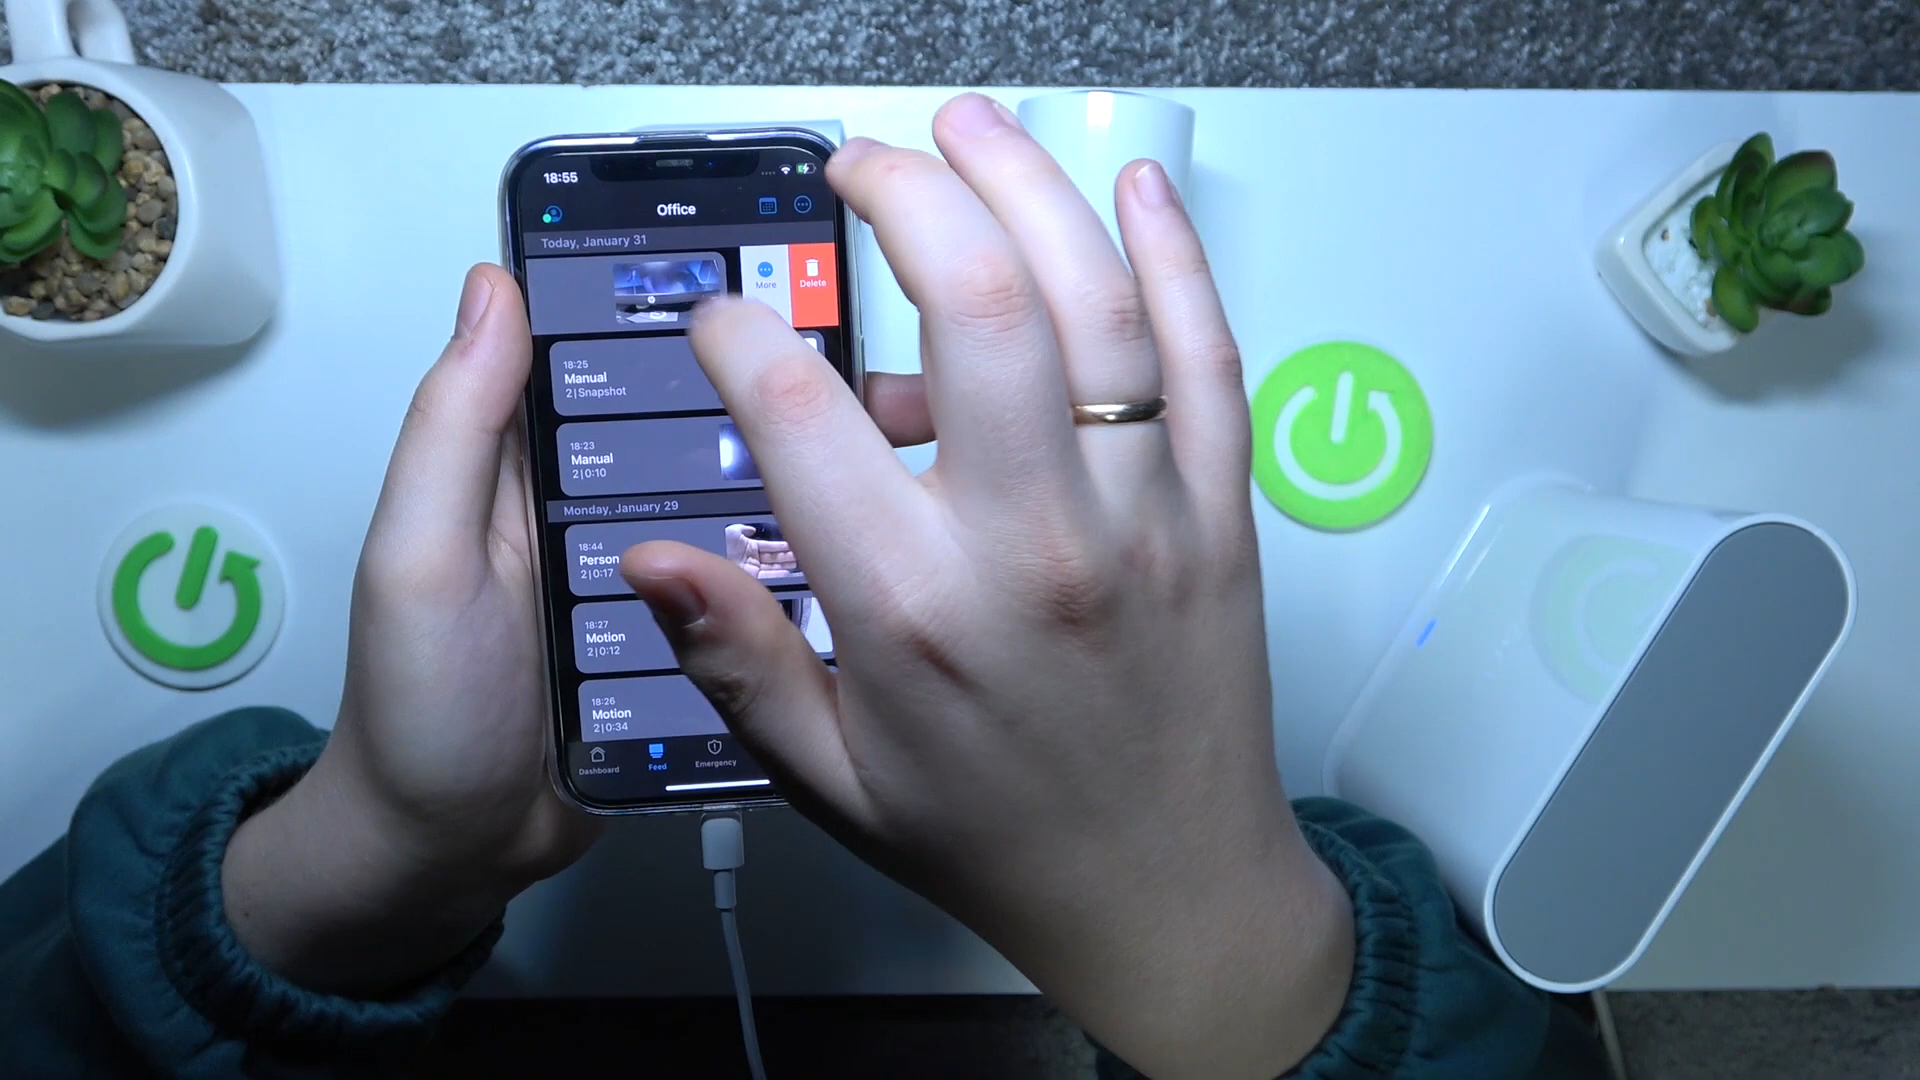 18:55
Office
Today, January 31
More
Delete
18:25
Manual
2|Snapshot
18:23
Manual
2|0:10
Monday, January 29
18:44
Person
2|0:17
18:27
Motion
2|0:12
18:26
Motion
2|0:34
Dashboard
Feed
Emergency